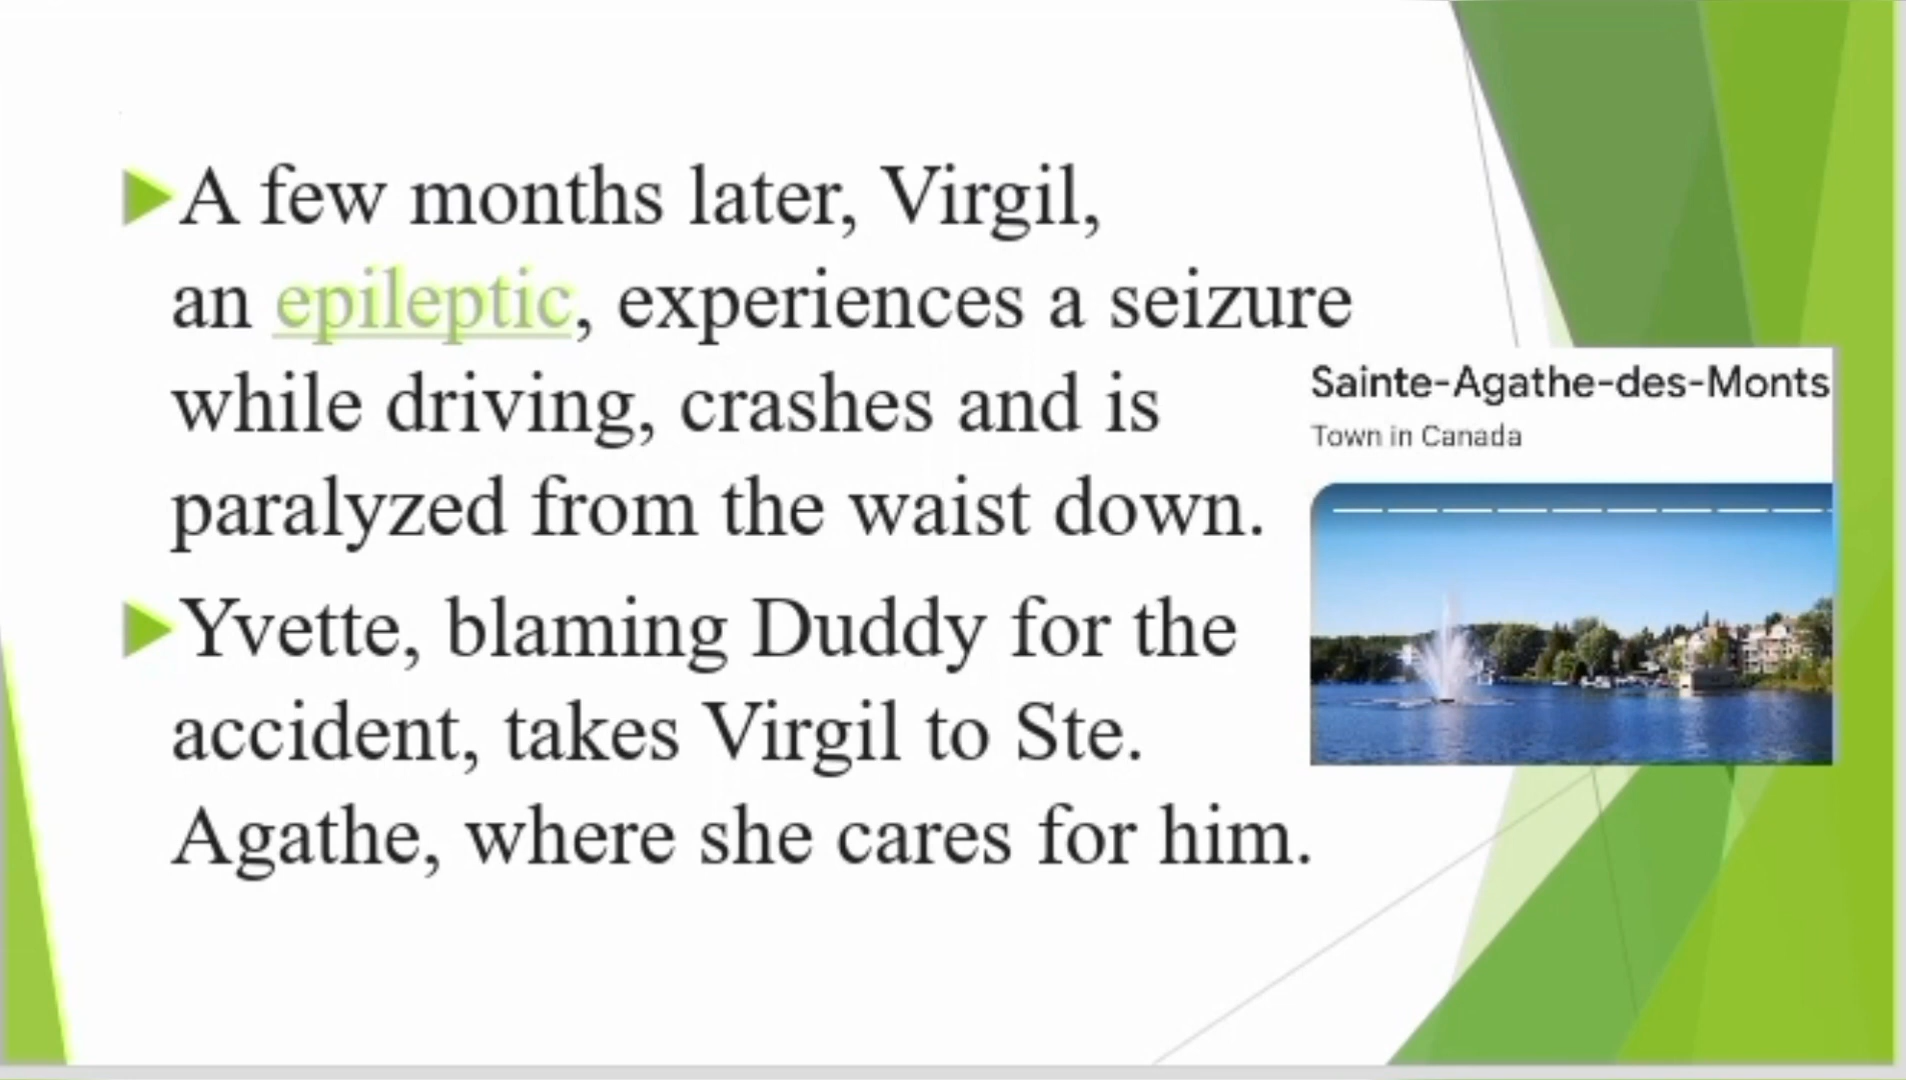 A few months later, Virgil,
an epileptic, experiences a seizure
while driving, crashes and is
paralyzed from the waist down.
Yvette, blaming Duddy for the
accident, takes Virgil to Ste.
Agathe, where she cares for him.
Sainte-Agathe-des-Monts
Town in Canada